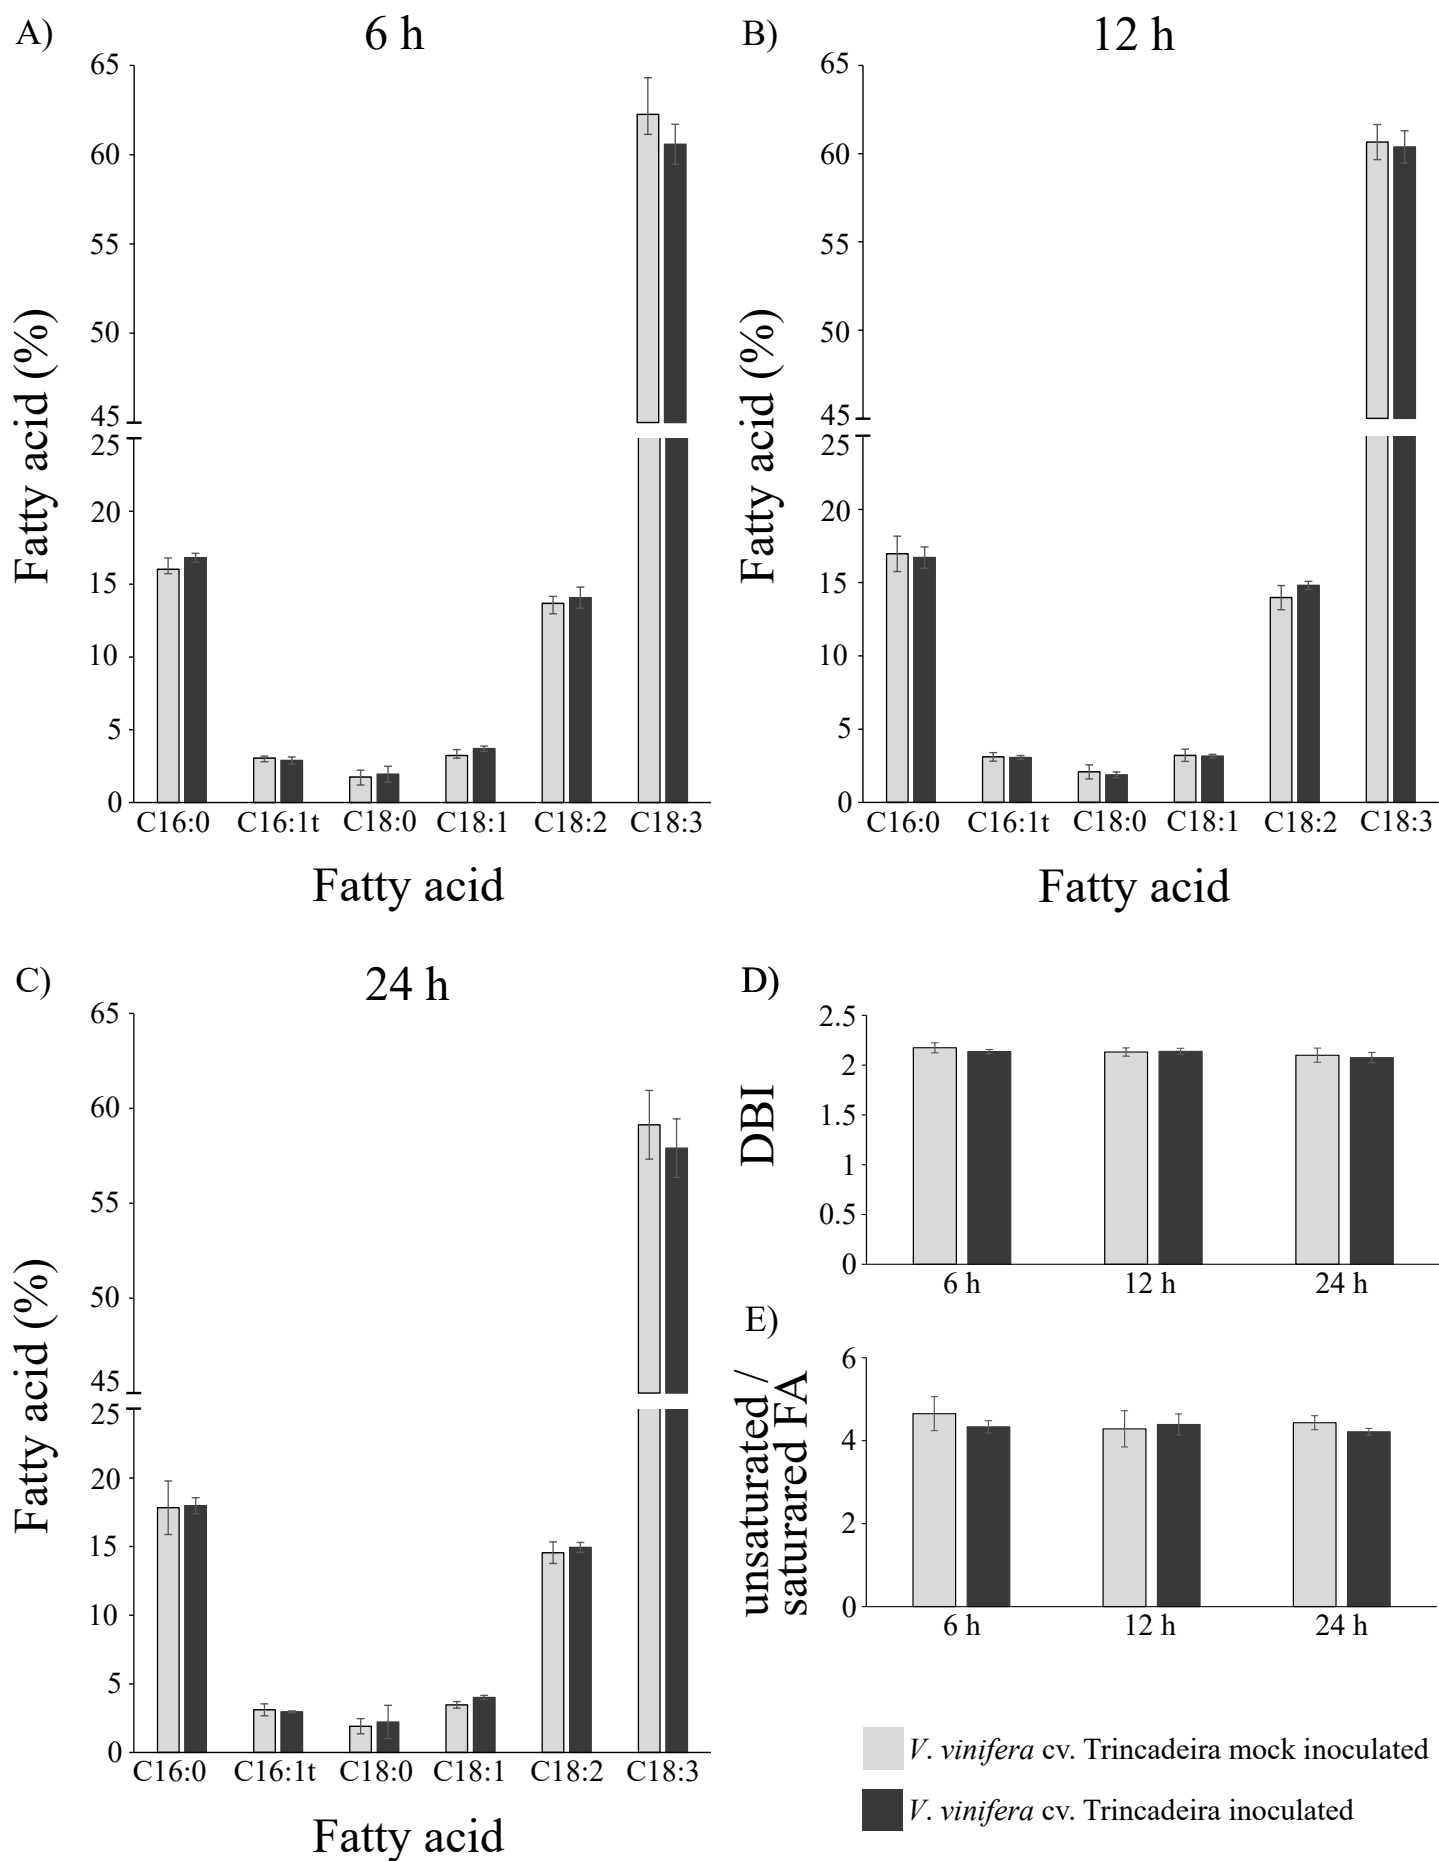 A)
6 h
Fatty acid (%)
65
60
55
50
45
25
20
15
10
5
0
C16:0 C16:1t C18:0 C18:1 C18:2 C18:3
Fatty acid
B)
12 h
Fatty acid (%)
65
60
55
50
45
25
20
15
10
5
0
C16:0 C16:1t C18:0 C18:1 C18:2 C18:3
Fatty acid
C)
24 h
Fatty acid (%)
65
60
55
50
45
25
20
15
10
5
0
C16:0 C16:1t C18:0 C18:1 C18:2 C18:3
Fatty acid
D)
DBI
2.5
2
1.5
1
0.5
0
6 h 12 h 24 h
E)
unsaturated /
saturared FA
6
4
2
0
6 h 12 h 24 h
V. vinifera cv. Trincadeira mock inoculated
V. vinifera cv. Trincadeira inoculated